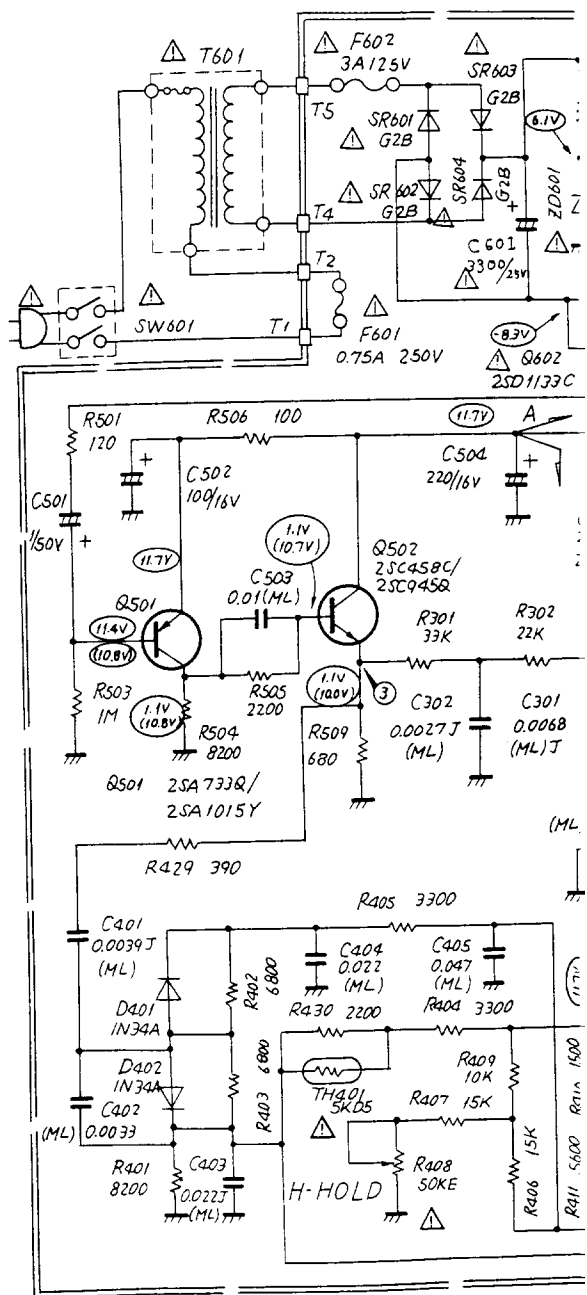 T601
F602
3A125V
SR603
G2B
T5
SR601
G2B
6.1V
SR602
G2B
SR604
G2B
ZD601
T4
+
C601
3300/25V
T2
SW601
T1
F601
0.75A 250V
-8.3V
Q602
2SD1133C
R501
120
R506 100
11.7V
A
C502
100/16V
+
C504
220/16V
+
C501
1/50V
+
11.7V
1.1V
(10.7V)
Q502
2SC458C/
2SC945Q
C503
0.01(ML)
Q501
11.4V
(10.8V)
R301
33K
R302
22K
R503
1M
1.1V
(10.8V)
R504
8200
R505
2200
1.1V
(10.0V)
3
R509
680
C302
0.0027J
(ML)
C301
0.0068
(ML)J
Q501 2SA733Q/
2SA1015Y
R429 390
(ML)
R405 3300
C401
0.0039J
(ML)
R402
6800
C404
0.022
(ML)
C405
0.047
(ML)
11.7V
D401
1N34A
R430 2200
R404 3300
D402
1N34A
R403
6800
TH401
5KD5
R409
10K
R407 15K
C402
(ML) 0.0033
R401
8200
C403
0.022J
(ML)
H-HOLD
R408
50KE
R406
15K
R411 5600
1500